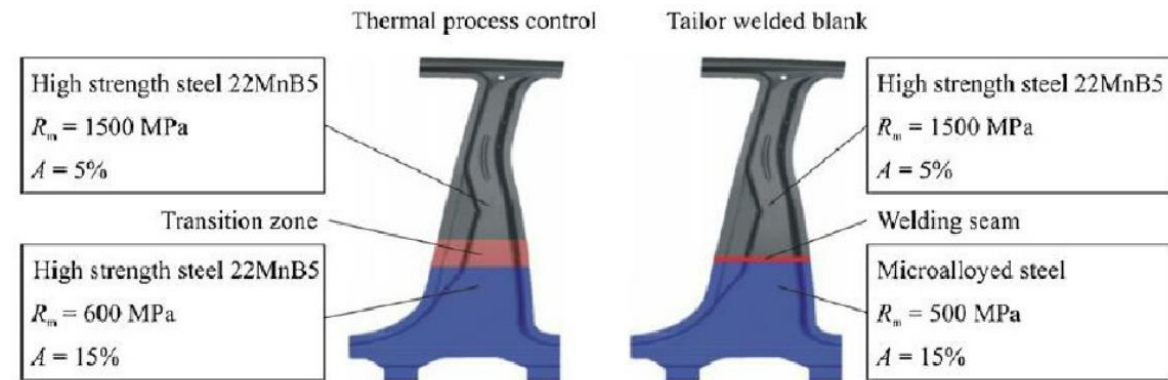 Thermal process control
Tailor welded blank
High strength steel 22MnB5
Rₘ = 1500 MPa
A = 5%
Transition zone
High strength steel 22MnB5
Rₘ = 600 MPa
A = 15%
High strength steel 22MnB5
Rₘ = 1500 MPa
A = 5%
Welding seam
Microalloyed steel
Rₘ = 500 MPa
A = 15%